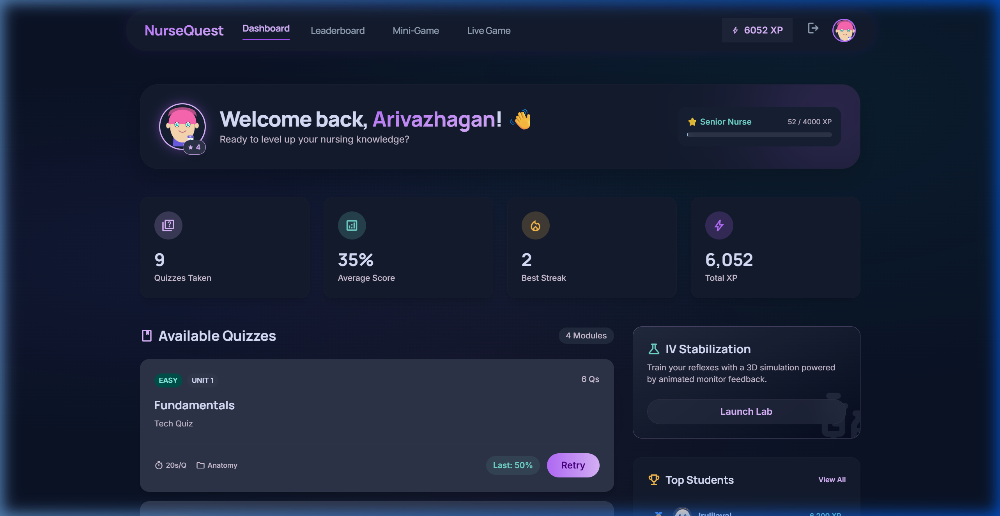 NurseQuest
Dashboard
Leaderboard
Mini-Game
Live Game
6052 XP
Welcome back, Arivazhagan! 👋
Ready to level up your nursing knowledge?
★ 4
⭐ Senior Nurse
52 / 4000 XP
9
Quizzes Taken
35%
Average Score
2
Best Streak
6,052
Total XP
Available Quizzes
4 Modules
EASY
UNIT 1
6 Qs
Fundamentals
Tech Quiz
20s/Q
Anatomy
Last: 50%
Retry
IV Stabilization
Train your reflexes with a 3D simulation powered
by animated monitor feedback.
Launch Lab
Top Students
View All
6,200 XP